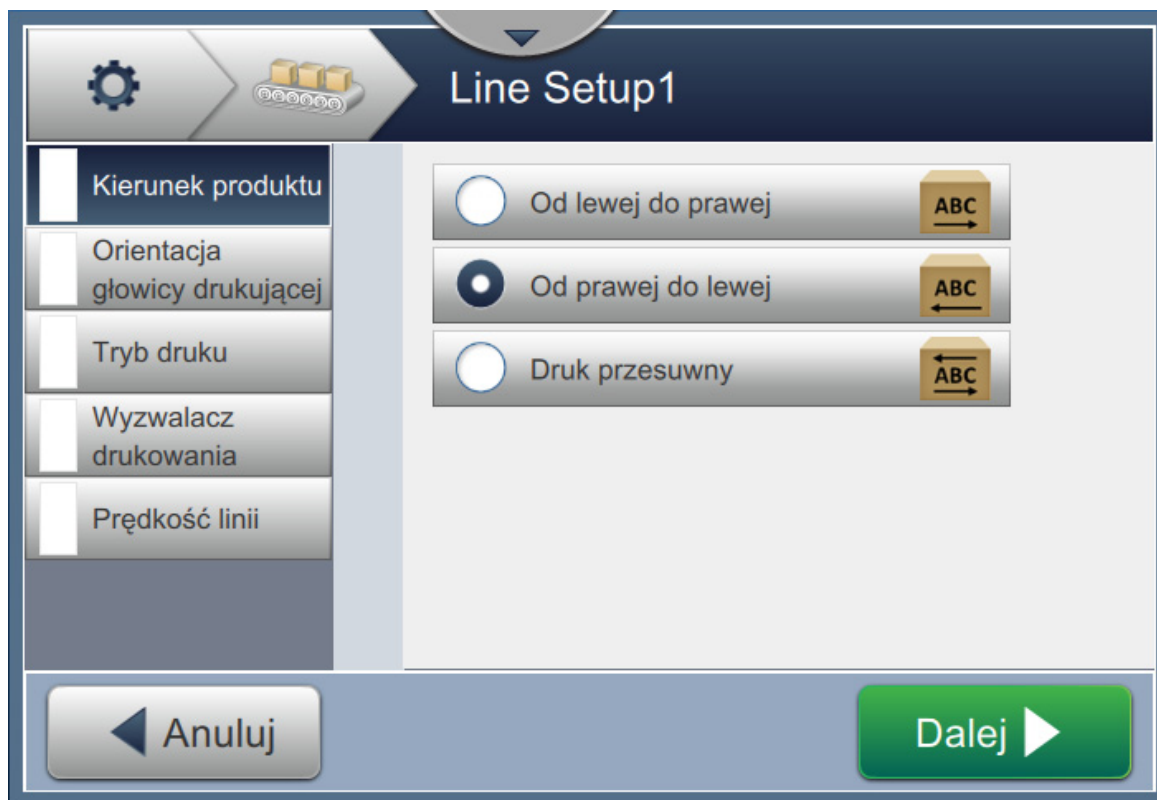 Line Setup1
Kierunek produktu
Orientacja
głowicy drukującej
Tryb druku
Wyzwalacz
drukowania
Prędkość linii
Od lewej do prawej
ABC
Od prawej do lewej
ABC
Druk przesuwny
ABC
Anuluj
Dalej